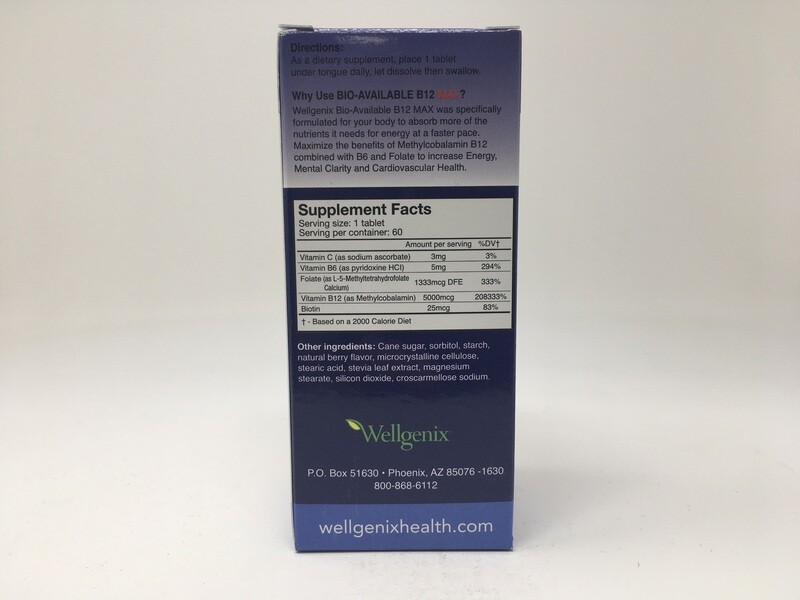 Directions:
As a dietary supplement, place 1 tablet
under tongue daily, let dissolve then swallow.
Why Use BIO-AVAILABLE B12 MAX?
Wellgenix Bio-Available B12 MAX was specifically
formulated for your body to absorb more of the
nutrients it needs for energy at a faster pace.
Maximize the benefits of Methylcobalamin B12
combined with B6 and Folate to increase Energy,
Mental Clarity and Cardiovascular Health.
Supplement Facts
Serving size: 1 tablet
Serving per container: 60
Amount per serving %DV†
Vitamin C (as sodium ascorbate) 3mg 3%
Vitamin B6 (as pyridoxine HCI) 5mg 294%
Folate (as L-5-Methyltetrahydrofolate
Calcium) 1333mcg DFE 333%
Vitamin B12 (as Methylcobalamin) 5000mcg 208333%
Biotin 25mcg 83%
† - Based on a 2000 Calorie Diet
Other ingredients: Cane sugar, sorbitol, starch,
natural berry flavor, microcrystalline cellulose,
stearic acid, stevia leaf extract, magnesium
stearate, silicon dioxide, croscarmellose sodium.
Wellgenix
P.O. Box 51630 • Phoenix, AZ 85076 -1630
800-868-6112
wellgenixhealth.com